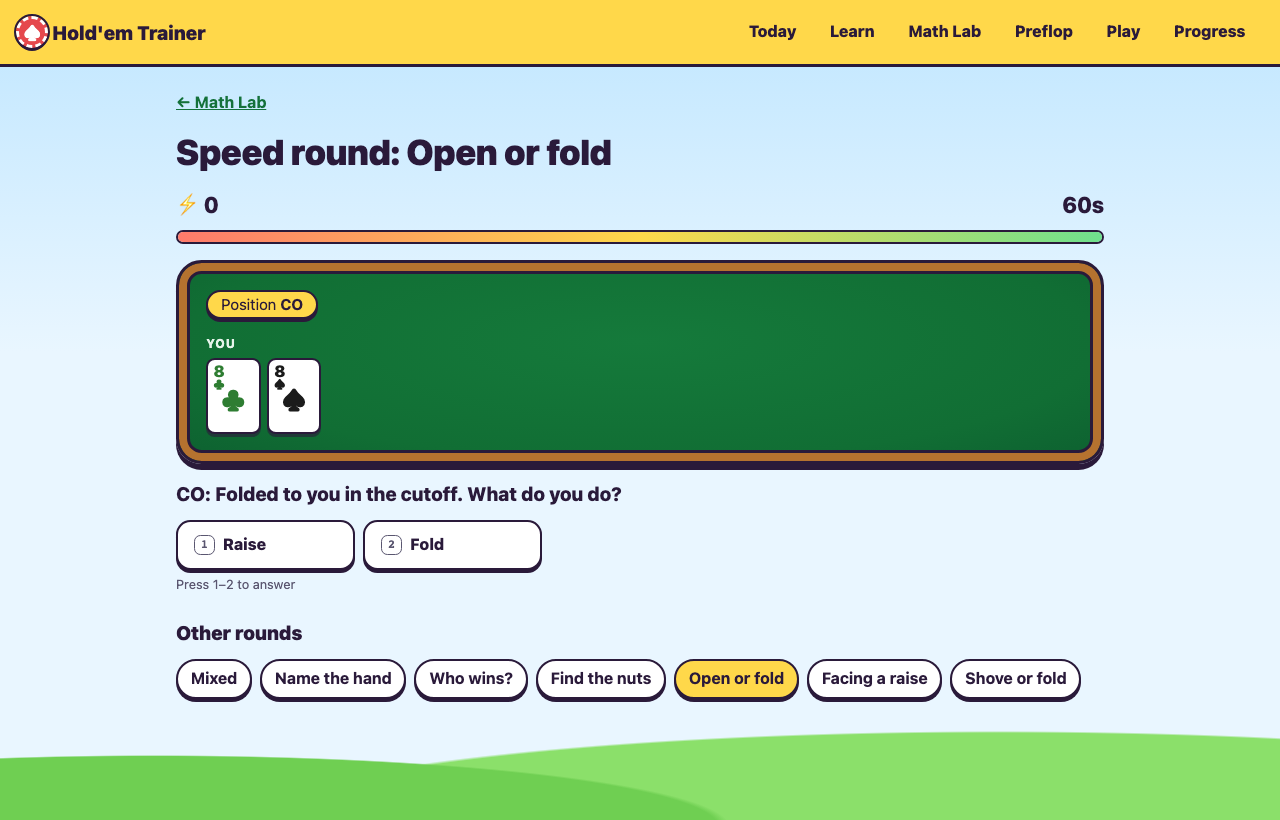 Hold'em Trainer
Today Learn Math Lab Preflop Play Progress
← Math Lab
Speed round: Open or fold
⚡ 0 60s
Position CO
YOU
8 8
CO: Folded to you in the cutoff. What do you do?
1 Raise 2 Fold
Press 1–2 to answer
Other rounds
Mixed Name the hand Who wins? Find the nuts Open or fold Facing a raise Shove or fold